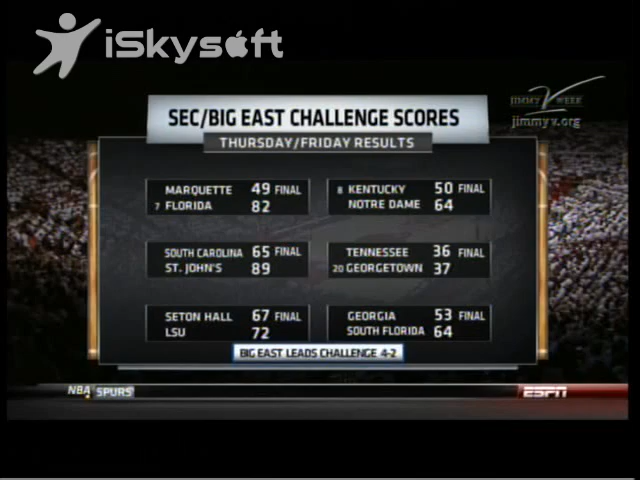 iSkysoft
JIMMY V WEEK
jimmyv.org
SEC/BIG EAST CHALLENGE SCORES
THURSDAY/FRIDAY RESULTS
MARQUETTE 49 FINAL
7 FLORIDA 82
8 KENTUCKY 50 FINAL
NOTRE DAME 64
SOUTH CAROLINA 65 FINAL
ST. JOHN'S 89
TENNESSEE 36 FINAL
20 GEORGETOWN 37
SETON HALL 67 FINAL
LSU 72
GEORGIA 53 FINAL
SOUTH FLORIDA 64
BIG EAST LEADS CHALLENGE 4-2
NBA SPURS
ESPN